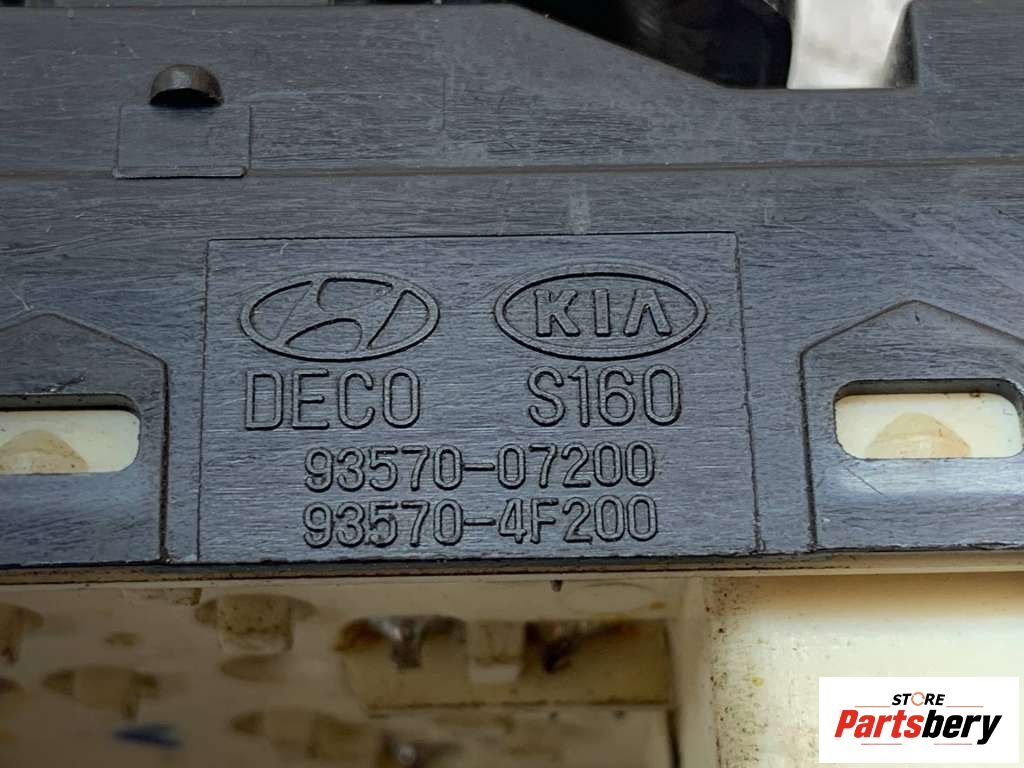 KIA
DECO S160
93570-07200
93570-4F200
STORE
Partsbery